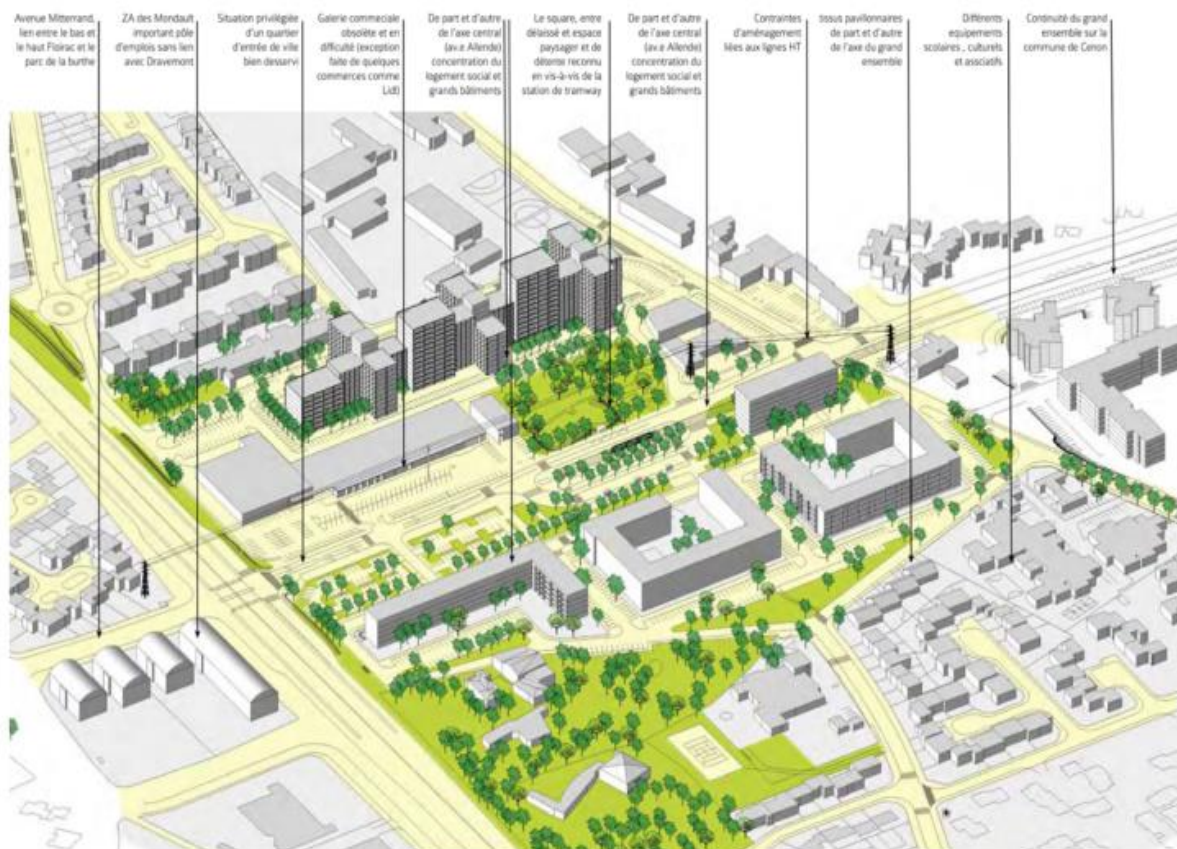 Avenue Mitterrand,
lien entre le bas et
le haut Floirac et le
parc de la burthe
ZA des Mondault
important pôle
d'emplois sans lien
avec Dravemont
Situation privilégiée
d'un quartier
d'entrée de ville
bien desservi
Galerie commeciale
obsolète et en
difficulté (exception
faite de quelques
commerces comme
Lidl)
De part et d'autre
de l'axe central
(av.e Allende)
concentration du
logement social et
grands bâtiments
Le square, entre
délaissé et espace
paysager et de
détente reconnu
en vis-à-vis de la
station de tramway
De part et d'autre
de l'axe central
(av.e Allende)
concentration du
logement social et
grands bâtiments
Contraintes
d'aménagement
liées aux lignes HT
tissus pavillonnaires
de part et d'autre
de l'axe du grand
ensemble
Différents
equipements
scolaires , culturels
et assciatifs
Continuité du grand
ensemble sur la
commune de Cenon